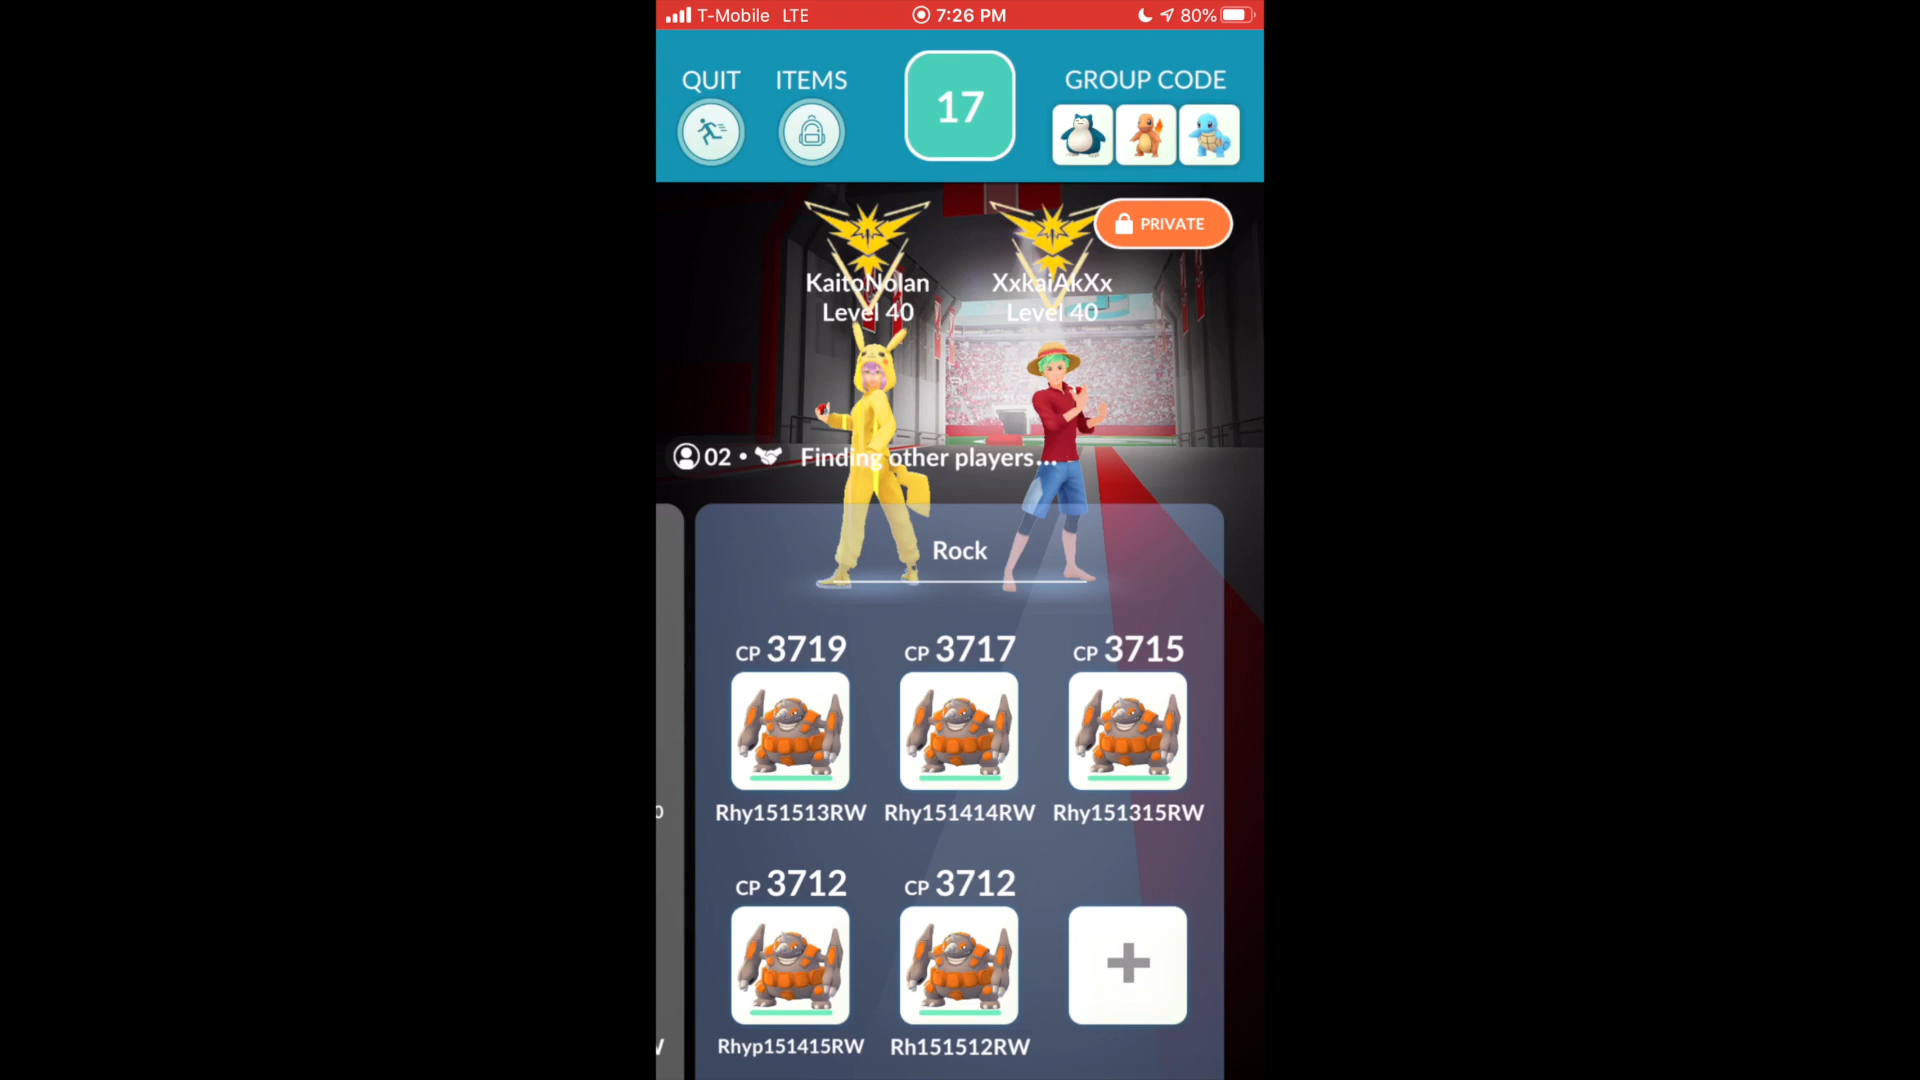 T-Mobile LTE 7:26 PM 80%
QUIT ITEMS 17 GROUP CODE
PRIVATE
KaitoNolan XxkaiAkXx
Level 40 Level 40
02 • Finding other players...
Rock
CP 3719 CP 3717 CP 3715
Rhy151513RW Rhy151414RW Rhy151315RW
CP 3712 CP 3712
Rhyp151415RW Rh151512RW